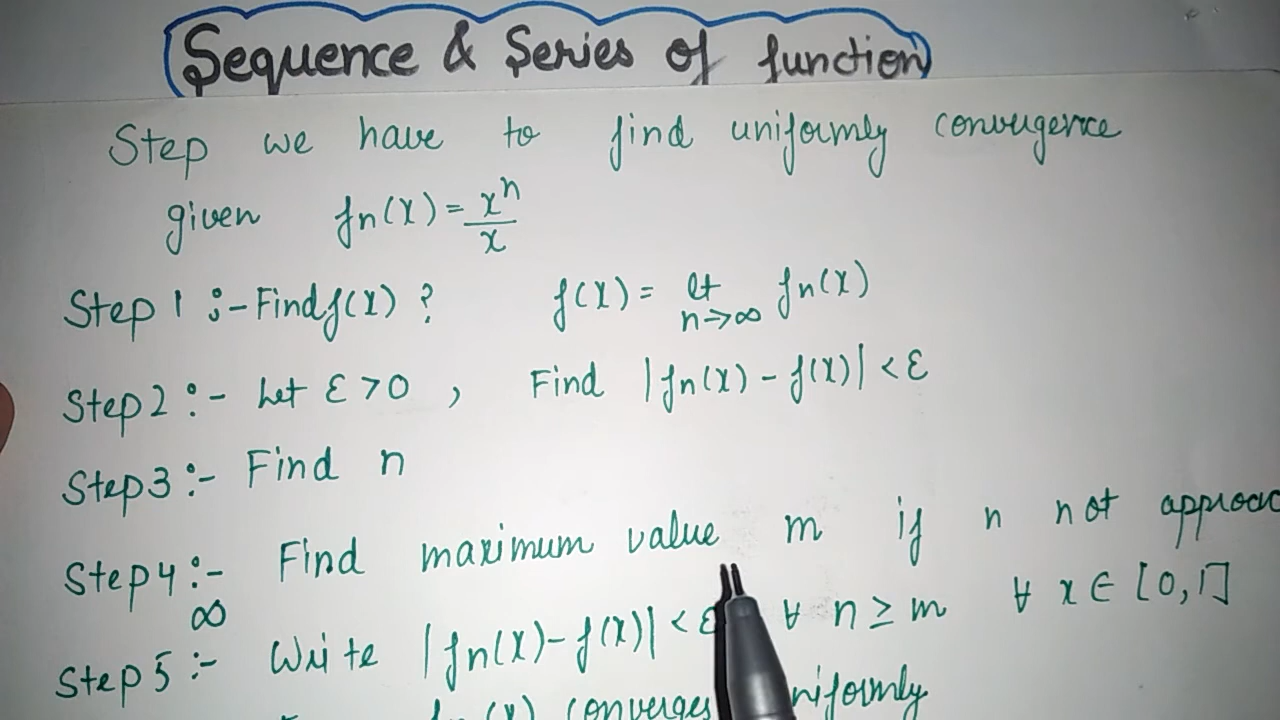 Sequence & Series of function
Step we have to find uniformly convergence
given fn(x) = x^n/x
Step 1 :- Find f(x) ? f(x) = lt n→∞ fn(x)
Step 2 :- Let ε > 0 , Find |fn(x) - f(x)| < ε
Step 3 :- Find n
Step 4 :- Find maximum value m if n not approac
∞
Step 5 :- Write |fn(x) - f(x)| < ε ∀ n ≥ m ∀ x ∈ [0,1]
fn(x) converges niformly